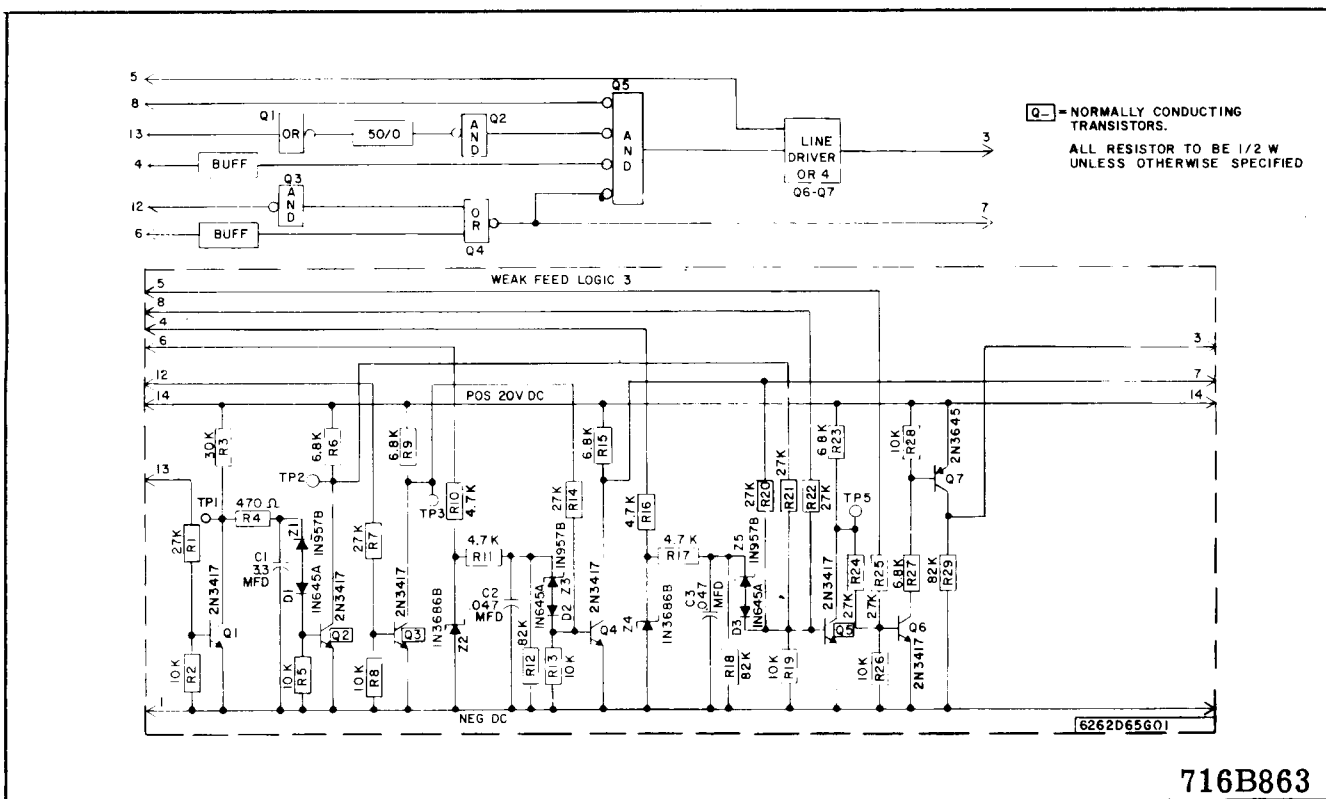 5
8
13
4
12
6
Q1
OR
50/0
AND
Q2
BUFF
Q3
AND
BUFF
OR
Q4
Q5
AND
LINE
DRIVER
OR 4
Q6-Q7
3
7
Q_ = NORMALLY CONDUCTING
TRANSISTORS.
ALL RESISTOR TO BE 1/2 W
UNLESS OTHERWISE SPECIFIED
WEAK FEED LOGIC 3
5
8
4
6
12
14
13
1
3
7
14
POS 20V DC
NEG DC
30K
R3
TP1
470 Ω
R4
27K
R1
2N3417
Q1
10K
R2
C1
3.3
MFD
Z1
IN957B
D1
IN645A
10K
R5
6.8K
R6
TP2
2N3417
Q2
27K
R7
10K
R8
6.8K
R9
2N3417
Q3
TP3
R10
4.7K
4.7K
R11
IN3686B
Z2
C2
.047
MFD
82K
R12
IN957B
Z3
IN645A
D2
R13
10K
27K
R14
6.8K
R15
2N3417
Q4
4.7K
R16
4.7K
R17
Z4
IN3686B
C3
.047
MFD
R18
82K
Z5
IN957B
D3
IN645A
27K
R20
27K
R21
R22
27K
10K
R19
6.8K
R23
TP5
2N3417
Q5
R24
27K
R25
27K
10K
R26
Q6
2N3417
10K
R28
6.8K
R27
2N3645
Q7
82K
R29
6262D65G01
716B863